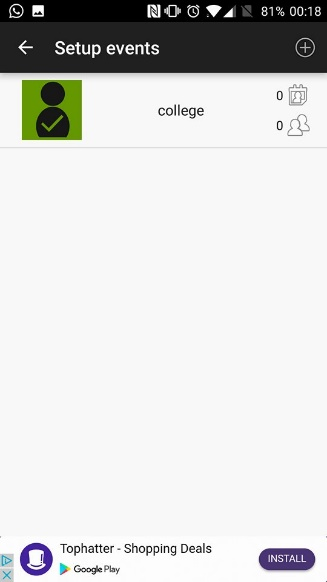 81% 00:18
Setup events
college
0
0
Tophatter - Shopping Deals
Google Play
INSTALL